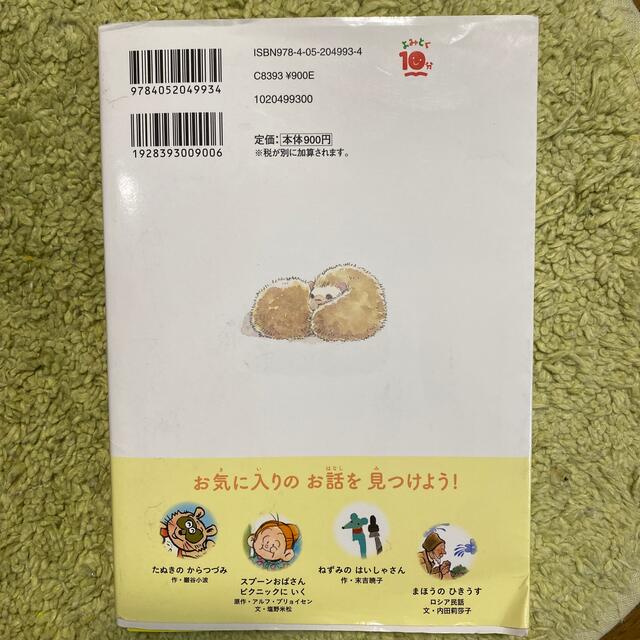 ISBN978-4-05-204993-4
C8393 ¥900E
1020499300
9784052049934
1928393009006
定価：本体900円
※税が別に加算されます。
よみとく
10分
お気に入りの お話を 見つけよう！
たぬきの からつづみ
作・巖谷小波
スプーンおばさん
ピクニックに いく
原作・アルフ・プリョイセン
文・塩野米松
ねずみの はいしゃさん
作・末吉暁子
まほうの ひきうす
ロシア民話
文・内田莉莎子